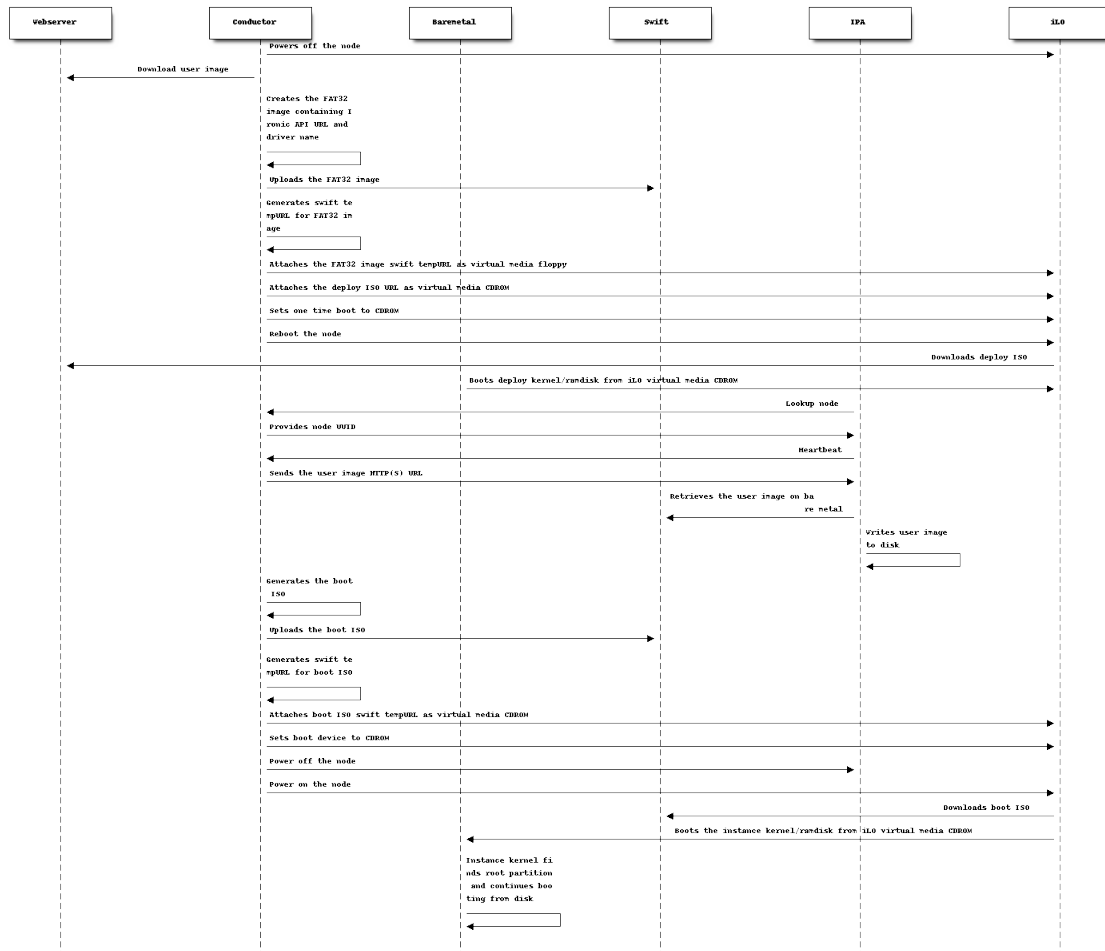 Webserver Conductor Baremetal Swift IPA iLO
Powers off the node
Download user image
Creates the FAT32
image containing I
ronic API URL and
driver name
Uploads the FAT32 image
Generates swift te
mpURL for FAT32 im
age
Attaches the FAT32 image swift tempURL as virtual media floppy
Attaches the deploy ISO URL as virtual media CDROM
Sets one time boot to CDROM
Reboot the node
Downloads deploy ISO
Boots deploy kernel/ramdisk from iLO virtual media CDROM
Lookup node
Provides node UUID
Heartbeat
Sends the user image HTTP(S) URL
Retrieves the user image on ba
re metal
Writes user image
to disk
Generates the boot
ISO
Uploads the boot ISO
Generates swift te
mpURL for boot ISO
Attaches boot ISO swift tempURL as virtual media CDROM
Sets boot device to CDROM
Power off the node
Power on the node
Downloads boot ISO
Boots the instance kernel/ramdisk from iLO virtual media CDROM
Instance kernel fi
nds root partition
and continues boo
ting from disk